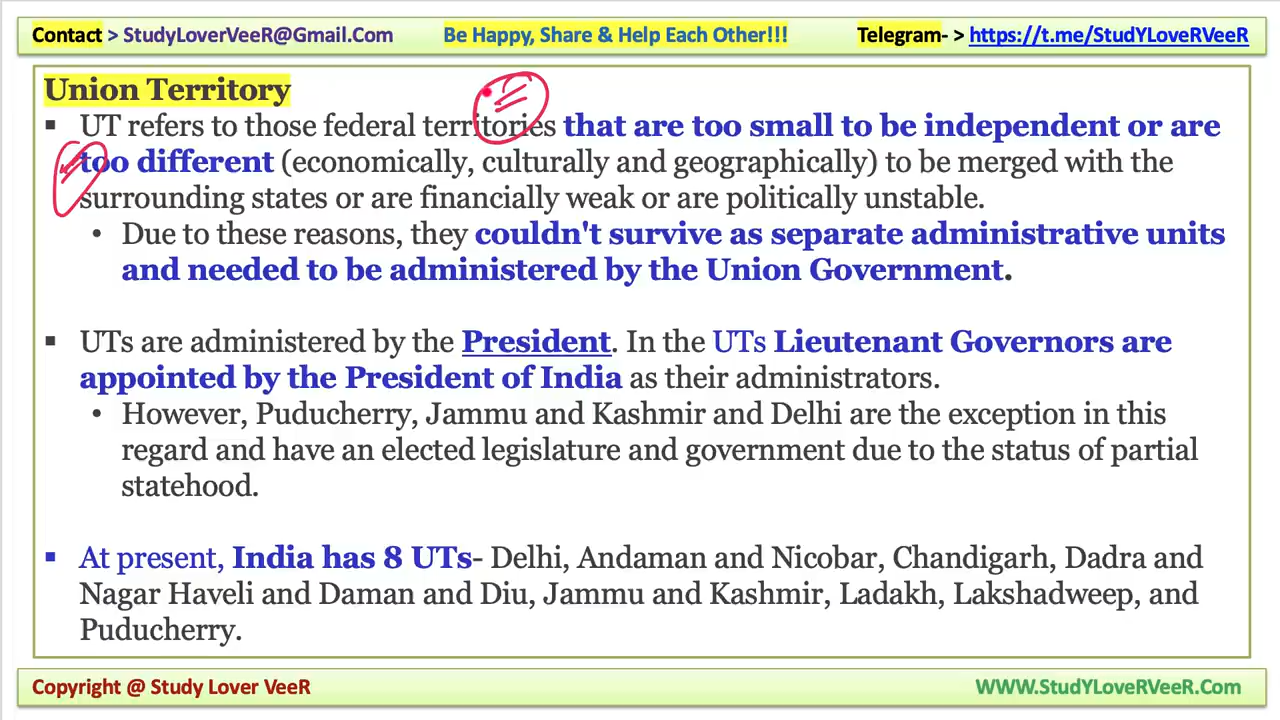 Contact > StudyLoverVeeR@Gmail.Com Be Happy, Share & Help Each Other!!! Telegram- > https://t.me/StudYLoveRVeeR
Union Territory
▪ UT refers to those federal territories that are too small to be independent or are
too different (economically, culturally and geographically) to be merged with the
surrounding states or are financially weak or are politically unstable.
• Due to these reasons, they couldn't survive as separate administrative units
and needed to be administered by the Union Government.
▪ UTs are administered by the President. In the UTs Lieutenant Governors are
appointed by the President of India as their administrators.
• However, Puducherry, Jammu and Kashmir and Delhi are the exception in this
regard and have an elected legislature and government due to the status of partial
statehood.
▪ At present, India has 8 UTs- Delhi, Andaman and Nicobar, Chandigarh, Dadra and
Nagar Haveli and Daman and Diu, Jammu and Kashmir, Ladakh, Lakshadweep, and
Puducherry.
Copyright @ Study Lover VeeR WWW.StudYLoveRVeeR.Com